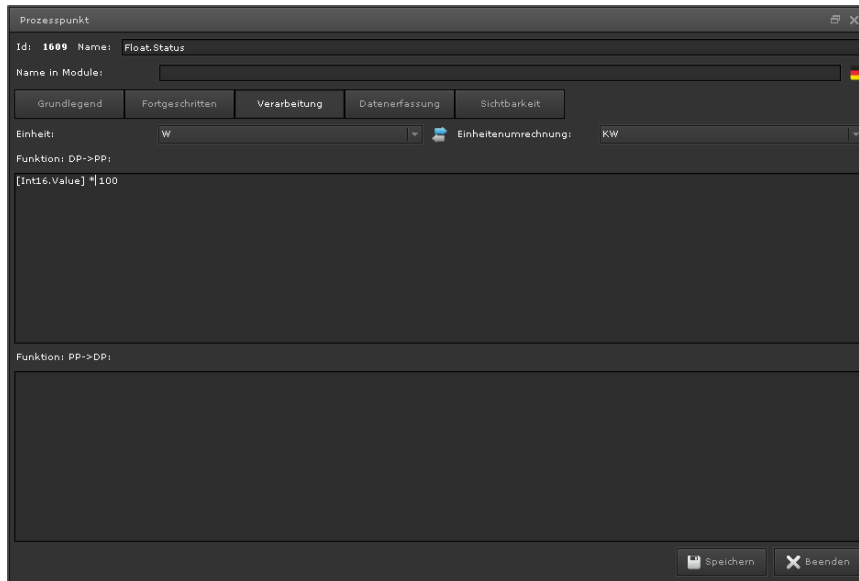 Prozesspunkt
Id: 1609 Name: Float.Status
Name in Module:
Grundlegend Fortgeschritten Verarbeitung Datenerfassung Sichtbarkeit
Einheit: W Einheitenumrechnung: KW
Funktion: DP->PP:
[Int16.Value] * 100
Funktion: PP->DP:
Speichern Beenden